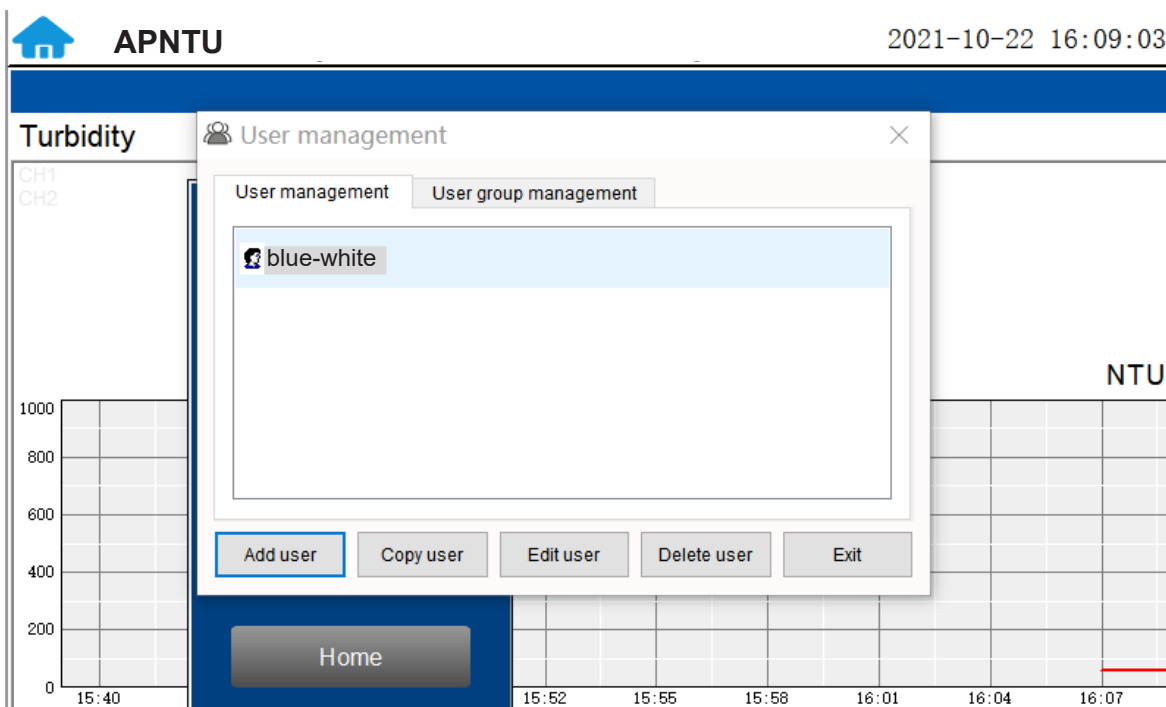 APNTU
2021-10-22 16:09:03
Turbidity
User management
CH1
CH2
User management
User group management
blue-white
NTU
1000
800
600
400
200
0
Add user
Copy user
Edit user
Delete user
Exit
Home
15:40
15:52
15:55
15:58
16:01
16:04
16:07